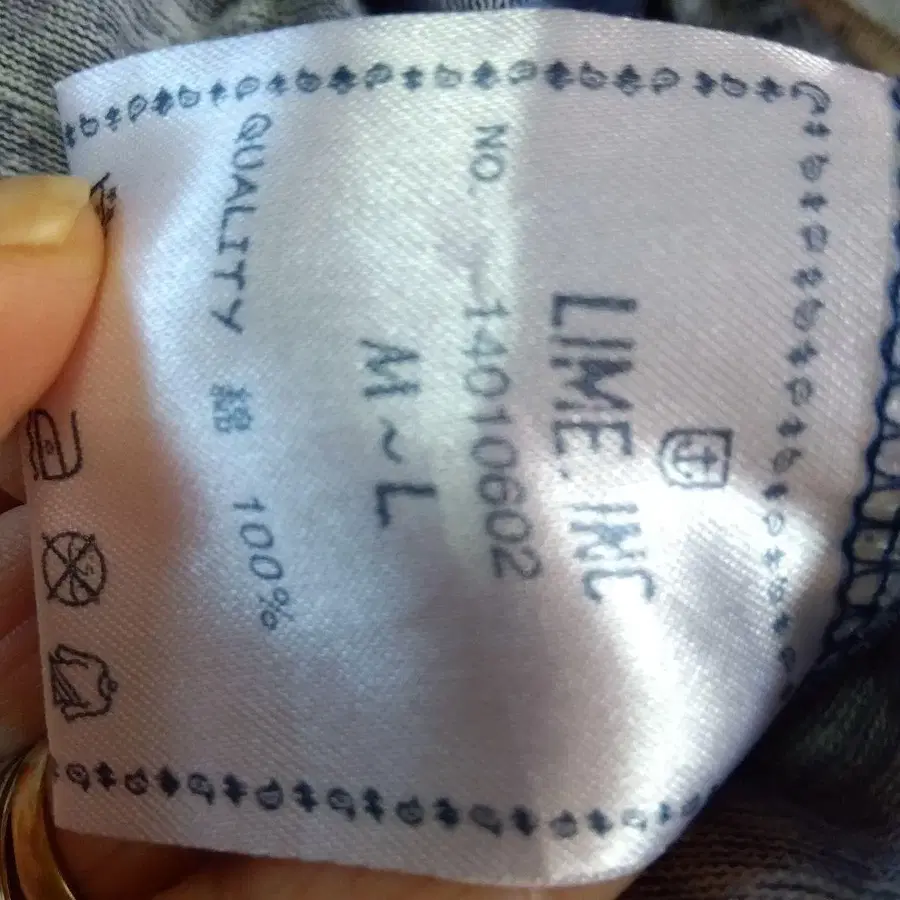 LIME. INC
NO. -14010602
M~L
QUALITY 綿 100%